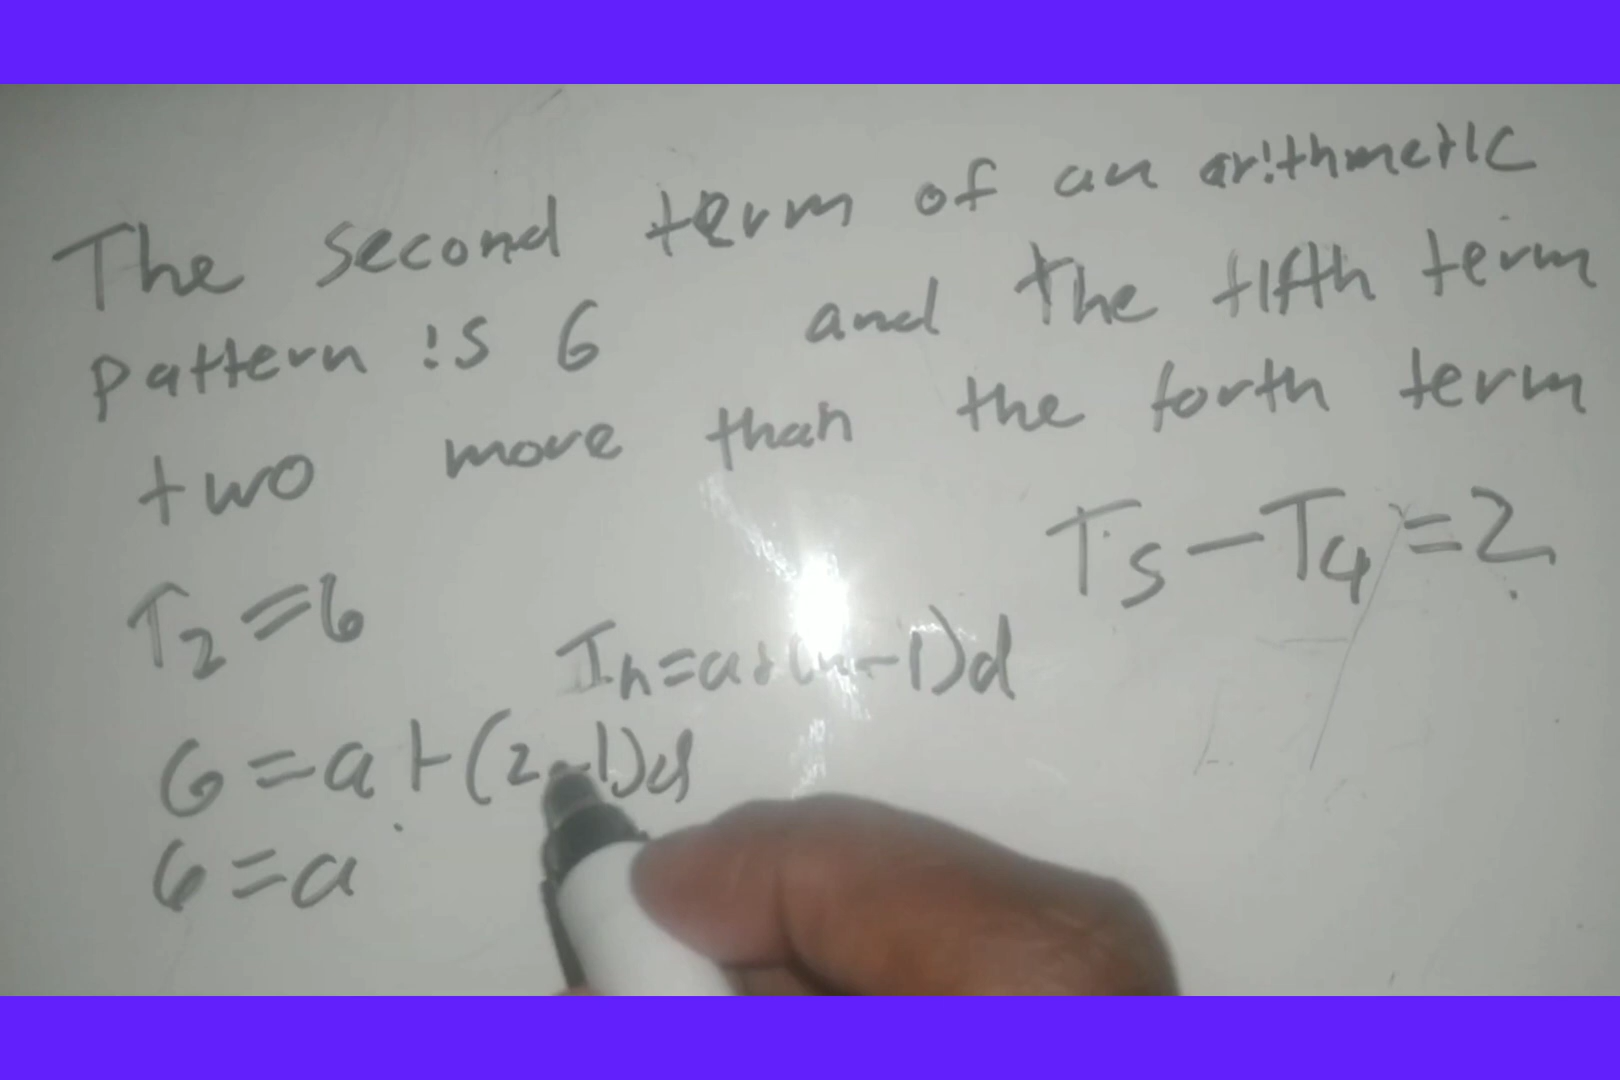 The second term of an arithmetic
pattern is 6 and the fifth term
two more than the forth term
T5-T4=2
T2=6
Tn=a+(n-1)d
6=a+(2-1)d
6=a